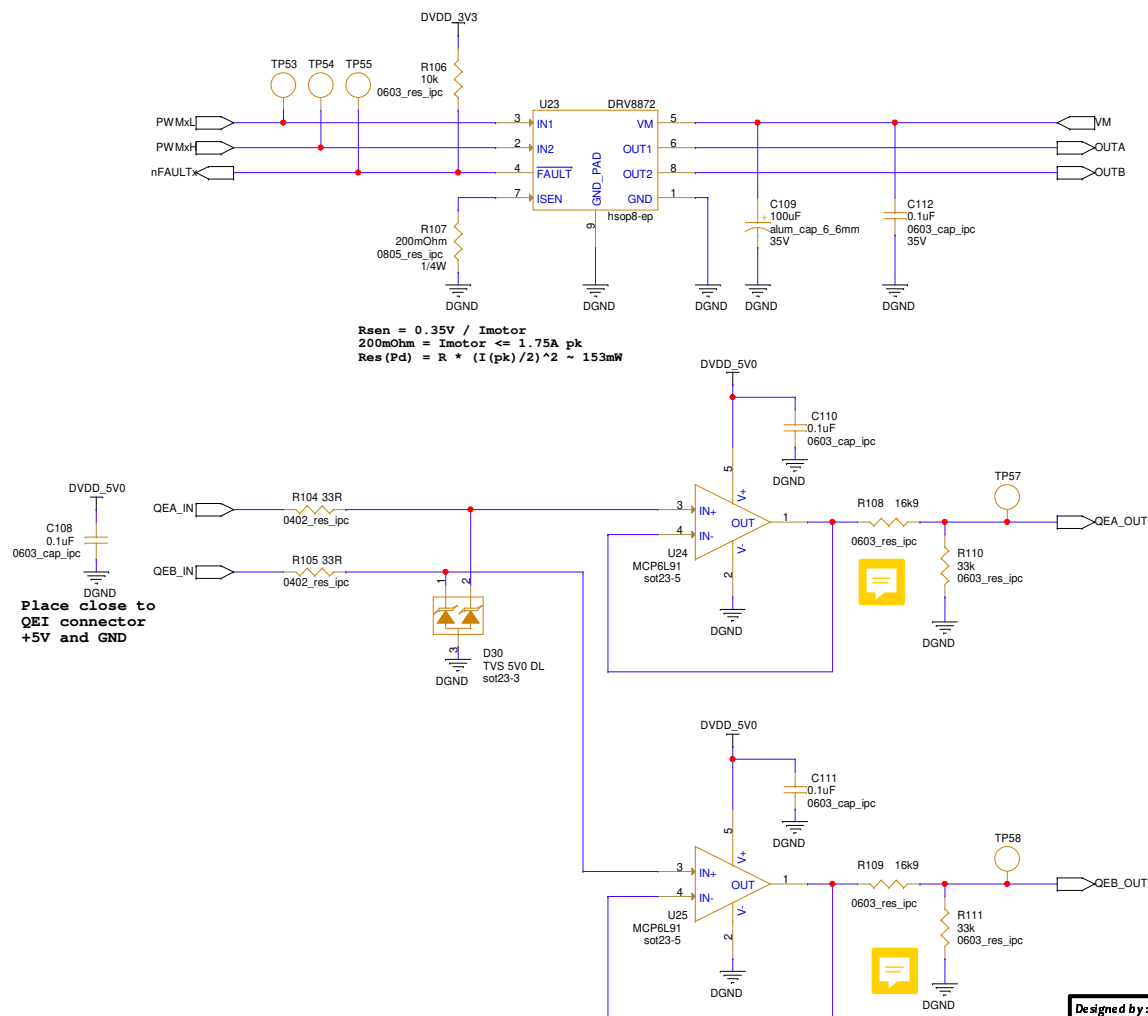 DVDD_3V3
TP53 TP54 TP55
R106
10k
0603_res_ipc
U23 DRV8872
PWMxL 3 IN1 VM 5 VM
PWMxH 2 IN2 OUT1 6 OUTA
nFAULTx 4 FAULT OUT2 8 OUTB
7 ISEN GND 1
GND_PAD
9
hsop8-ep
R107
200mOhm
0805_res_ipc
1/4W
C109
100uF
alum_cap_6_6mm
35V
C112
0.1uF
0603_cap_ipc
35V
DGND
DGND
DGND
DGND
DGND
Rsen = 0.35V / Imotor
200mOhm = Imotor <= 1.75A pk
Res(Pd) = R * (I(pk)/2)^2 ~ 153mW
DVDD_5V0
C110
0.1uF
0603_cap_ipc
DGND
DVDD_5V0
C108
0.1uF
0603_cap_ipc
DGND
Place close to
QEI connector
+5V and GND
QEA_IN
R104 33R
0402_res_ipc
QEB_IN
R105 33R
0402_res_ipc
1 2
3
DGND
D30
TVS 5V0 DL
sot23-3
5
V+
3 IN+
4 IN-
OUT 1
V-
2
U24
MCP6L91
sot23-5
DGND
R108 16k9
0603_res_ipc
TP57
QEA_OUT
R110
33k
0603_res_ipc
DGND
DVDD_5V0
C111
0.1uF
0603_cap_ipc
DGND
5
V+
3 IN+
4 IN-
OUT 1
V-
2
U25
MCP6L91
sot23-5
DGND
R109 16k9
0603_res_ipc
TP58
QEB_OUT
R111
33k
0603_res_ipc
DGND
Designed by: